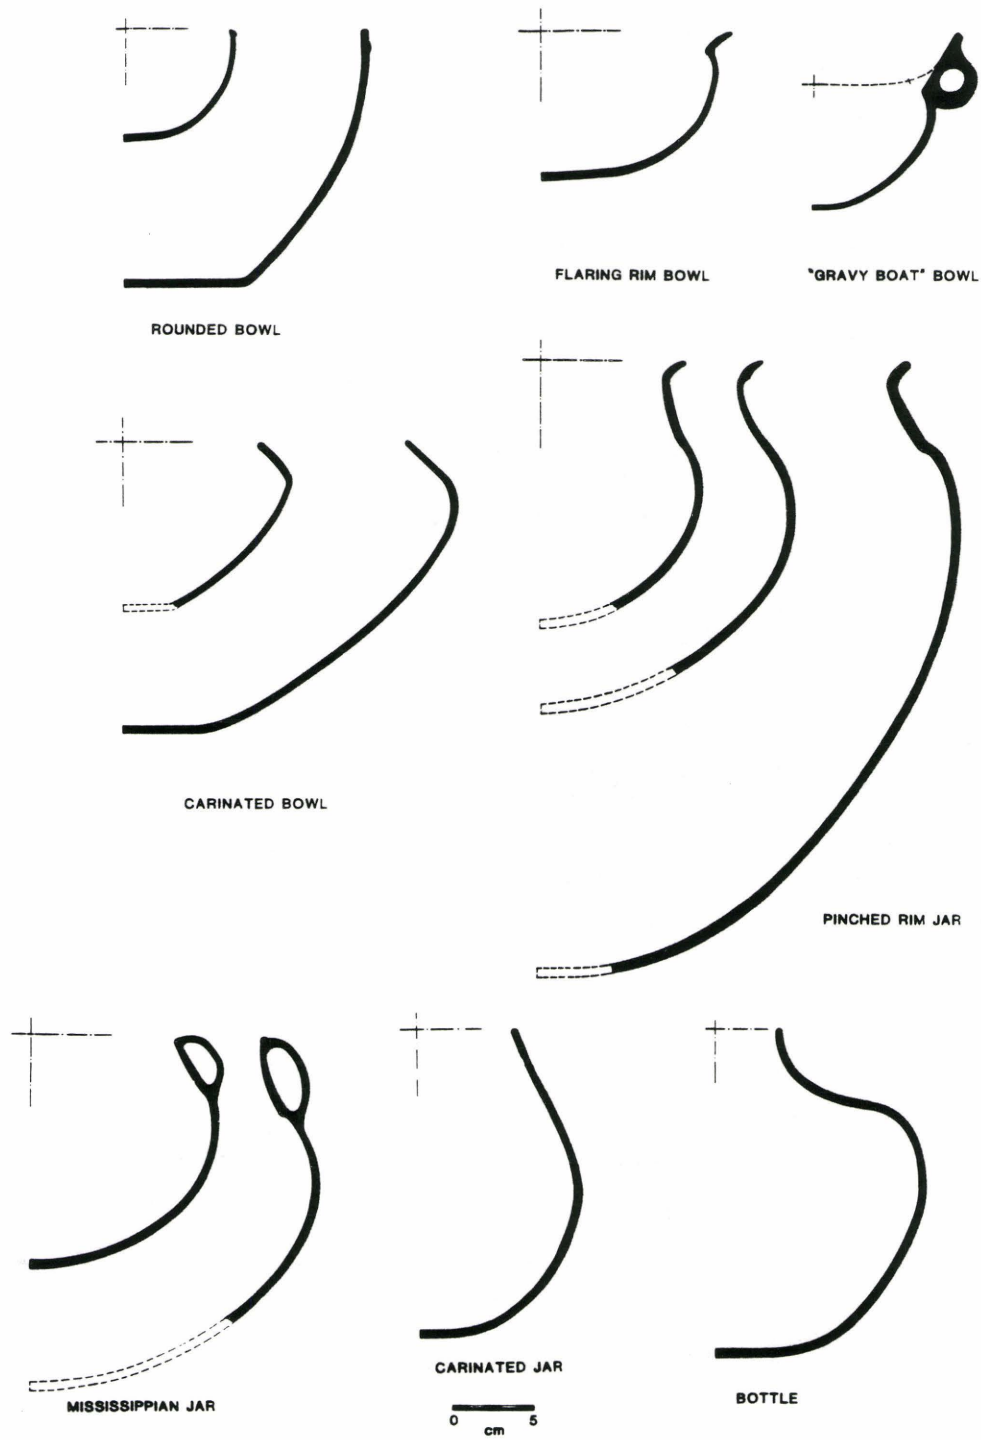 FLARING RIM BOWL
"GRAVY BOAT" BOWL
ROUNDED BOWL
CARINATED BOWL
PINCHED RIM JAR
MISSISSIPPIAN JAR
CARINATED JAR
BOTTLE
0 5
cm